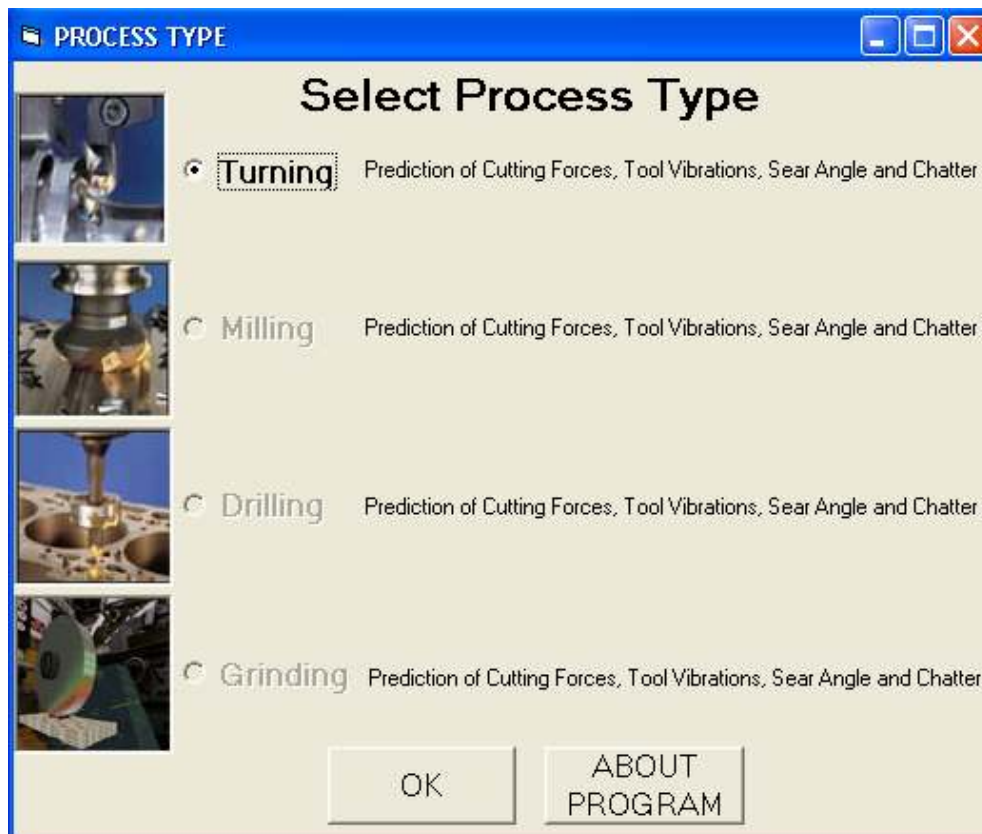 PROCESS TYPE
Select Process Type
Turning Prediction of Cutting Forces, Tool Vibrations, Sear Angle and Chatter
Milling Prediction of Cutting Forces, Tool Vibrations, Sear Angle and Chatter
Drilling Prediction of Cutting Forces, Tool Vibrations, Sear Angle and Chatter
Grinding Prediction of Cutting Forces, Tool Vibrations, Sear Angle and Chatter
OK
ABOUT
PROGRAM